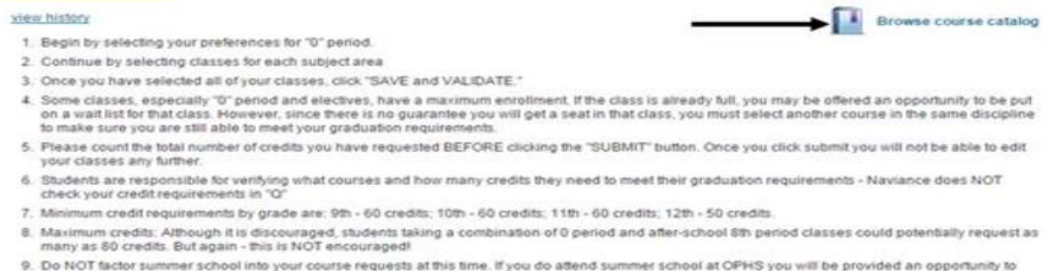 view history
Browse course catalog
1. Begin by selecting your preferences for "0" period.
2. Continue by selecting classes for each subject area
3. Once you have selected all of your classes, click "SAVE and VALIDATE."
4. Some classes, especially "0" period and electives, have a maximum enrollment. If the class is already full, you may be offered an opportunity to be put
on a wait list for that class. However, since there is no guarantee you will get a seat in that class, you must select another course in the same discipline
to make sure you are still able to meet your graduation requirements.
5. Please count the total number of credits you have requested BEFORE clicking the "SUBMIT" button. Once you click submit you will not be able to edit
your classes any further.
6. Students are responsible for verifying what courses and how many credits they need to meet their graduation requirements - Naviance does NOT
check your credit requirements in "Q"
7. Minimum credit requirements by grade are: 9th - 60 credits; 10th - 60 credits; 11th - 60 credits; 12th - 50 credits.
8. Maximum credits: Although it is discouraged, students taking a combination of 0 period and after-school 8th period classes could potentially request as
many as 80 credits. But again - this is NOT encouraged!
9. Do NOT factor summer school into your course requests at this time. If you do attend summer school at OPHS you will be provided an opportunity to